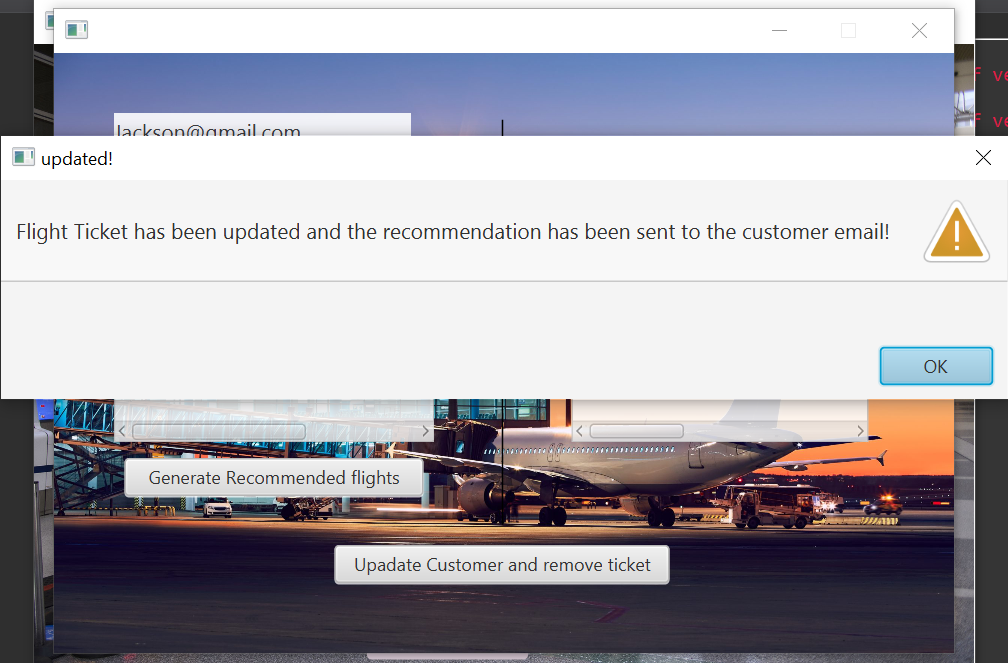 Jackson@gmail.com
updated!
Flight Ticket has been updated and the recommendation has been sent to the customer email!
OK
Generate Recommended flights
Upadate Customer and remove ticket